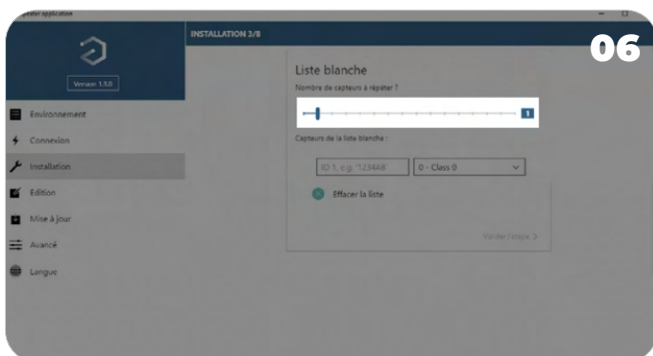 application
INSTALLATION 3/8
06
Version 1.5.0
Liste blanche
Nombre de capteurs à répéter ?
1
Environnement
Connexion
Installation
Edition
Mise à jour
Avancé
Langue
Capteurs de la liste blanche :
ID 1, e.g. '1234AB'
0 - Class 0
Effacer la liste
Valider l'étape